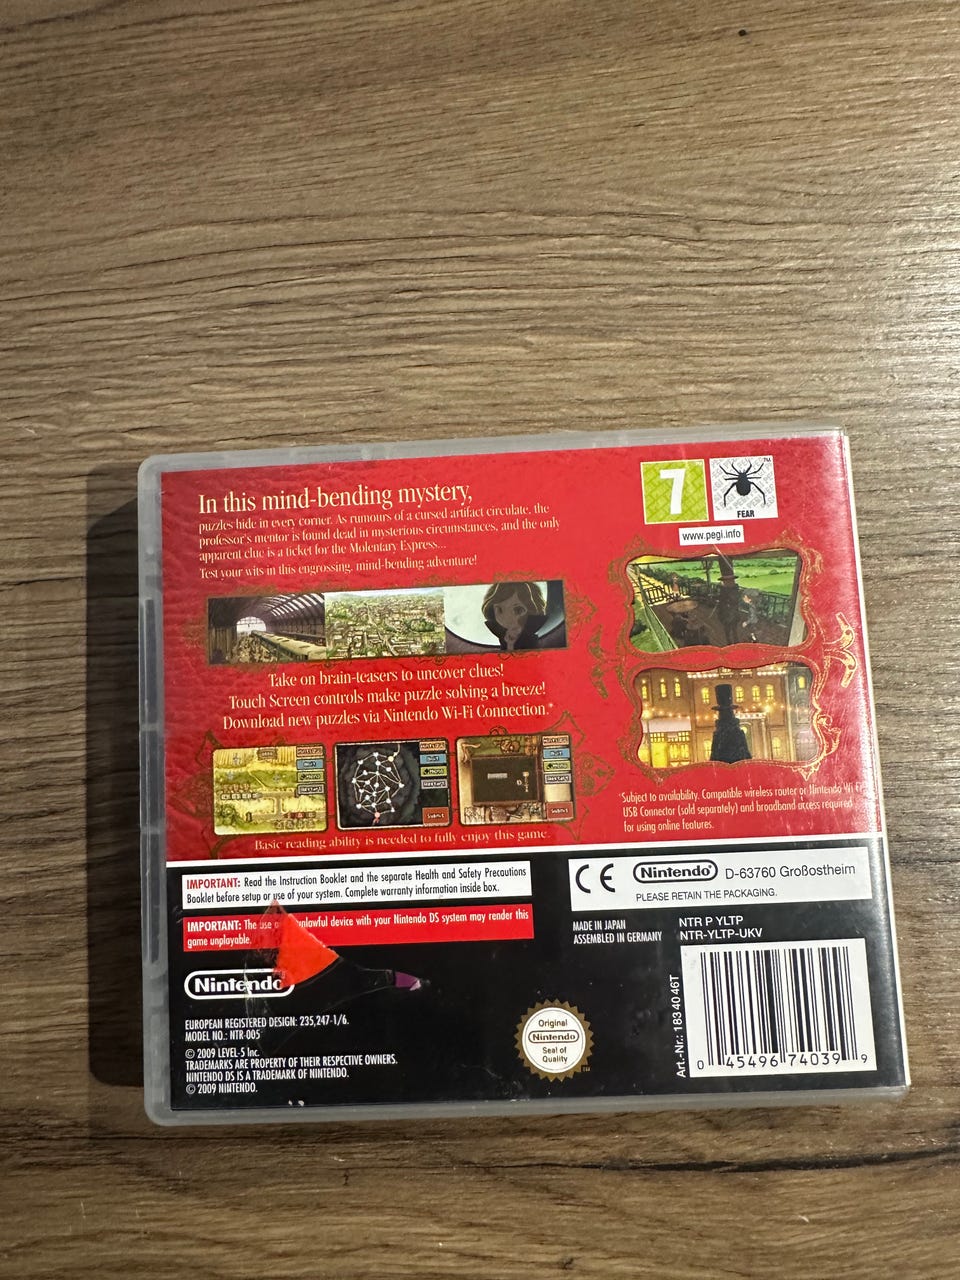 In this mind-bending mystery,
puzzles hide in every corner. As rumours of a cursed artifact circulate, the
professor's mentor is found dead in mysterious circumstances, and the only
apparent clue is a ticket for the Molentary Express...
Test your wits in this engrossing, mind-bending adventure!
7
TM
FEAR
www.pegi.info
Take on brain-teasers to uncover clues!
Touch Screen controls make puzzle solving a breeze!
Download new puzzles via Nintendo Wi-Fi Connection.*
Basic reading ability is needed to fully enjoy this game.
*Subject to availability. Compatible wireless router or Nintendo Wi-Fi
USB Connector (sold separately) and broadband access required
for using online features.
IMPORTANT: Read the Instruction Booklet and the separate Health and Safety Precautions
Booklet before setup or use of your system. Complete warranty information inside box.
IMPORTANT: The use unlawful device with your Nintendo DS system may render this
game unplayable.
Nintendo
EUROPEAN REGISTERED DESIGN: 235,247-1/6.
MODEL NO.: NTR-005
© 2009 LEVEL-5 Inc.
TRADEMARKS ARE PROPERTY OF THEIR RESPECTIVE OWNERS.
NINTENDO DS IS A TRADEMARK OF NINTENDO.
© 2009 NINTENDO.
CE Nintendo® D-63760 Großostheim
PLEASE RETAIN THE PACKAGING.
MADE IN JAPAN
ASSEMBLED IN GERMANY
NTR P YLTP
NTR-YLTP-UKV
Original
Nintendo
Seal of
Quality
Art.-Nr.: 1834046T
0 45496 74039 9